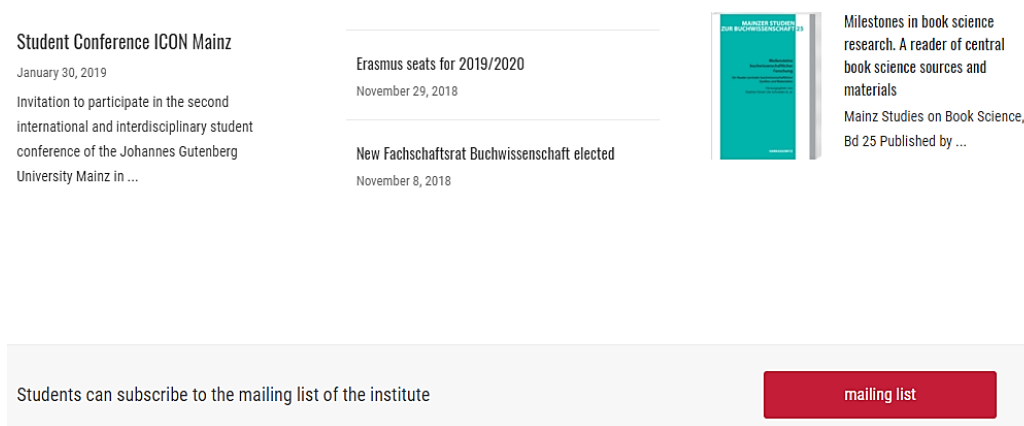 Student Conference ICON Mainz
January 30, 2019
Invitation to participate in the second
international and interdisciplinary student
conference of the Johannes Gutenberg
University Mainz in ...
Erasmus seats for 2019/2020
November 29, 2018
New Fachschaftsrat Buchwissenschaft elected
November 8, 2018
MAINZER STUDIEN
ZUR BUCHWISSENSCHAFT 25
Milestones in book science
research. A reader of central
book science sources and
materials
Mainz Studies on Book Science,
Bd 25 Published by ...
Students can subscribe to the mailing list of the institute
mailing list